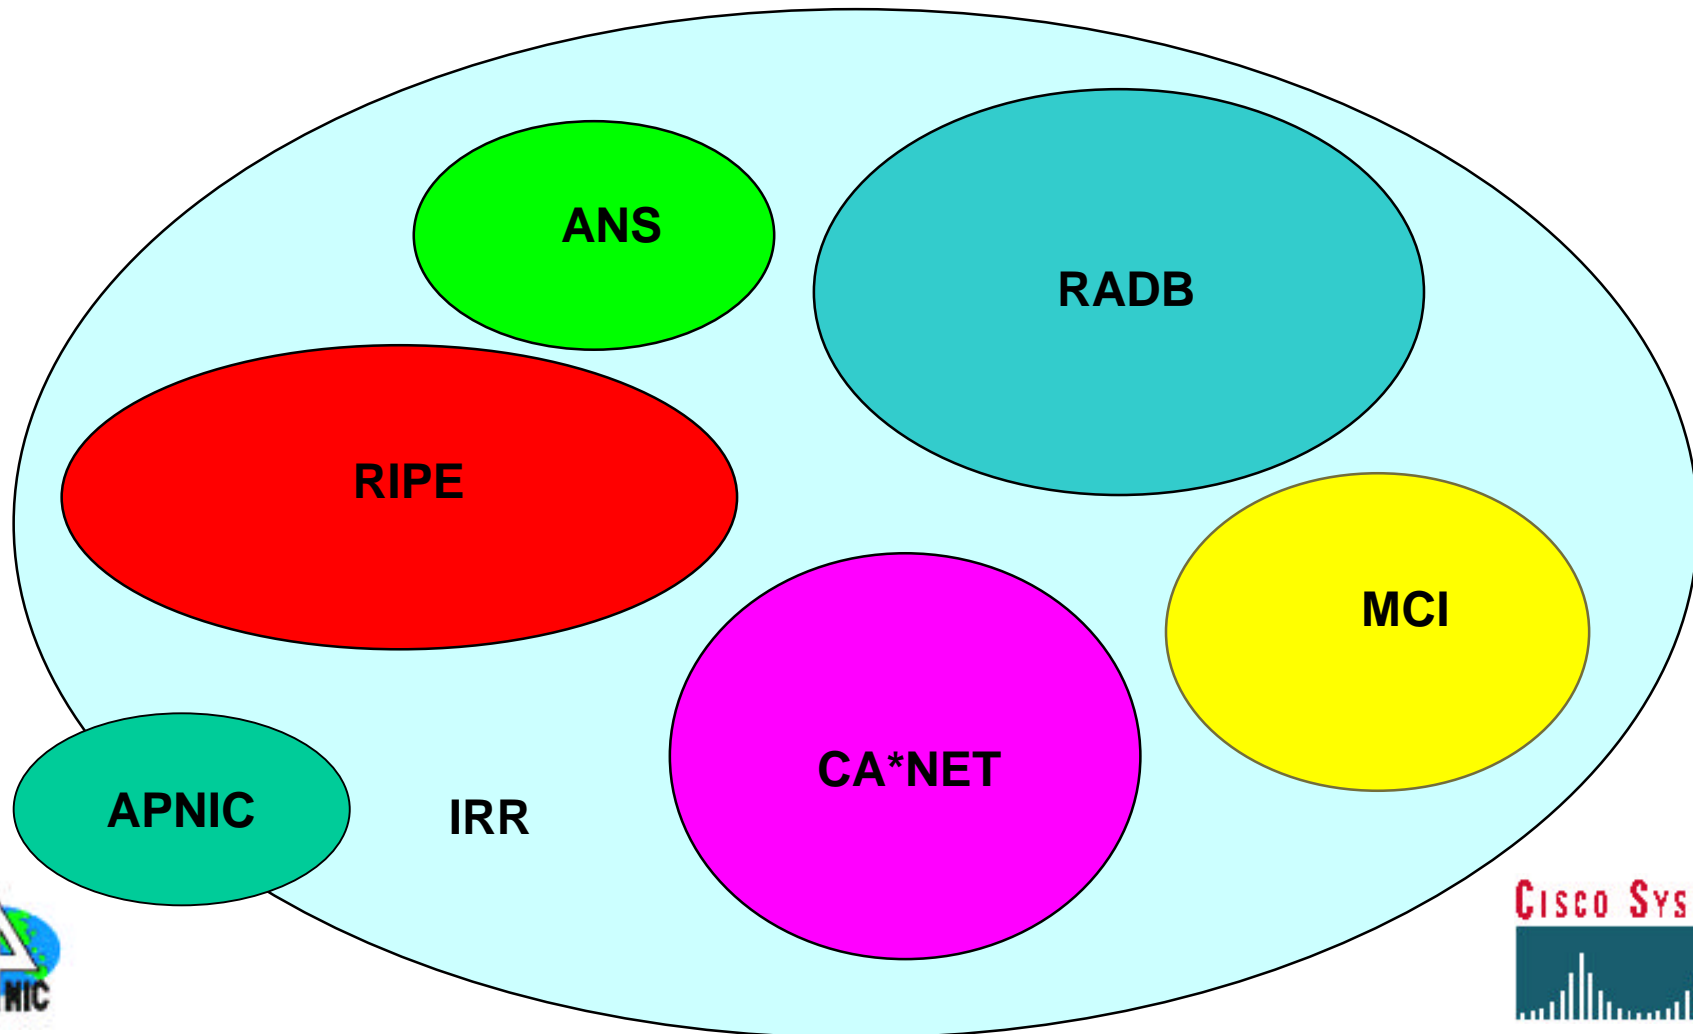 ANS
RADB
RIPE
MCI
CA*NET
APNIC
IRR
CISCO SYS
NIC